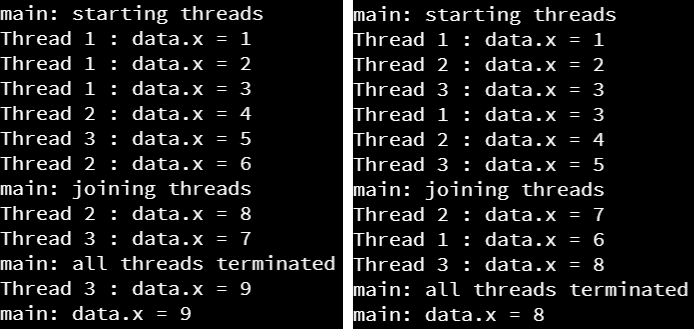 main: starting threads
Thread 1 : data.x = 1
Thread 1 : data.x = 2
Thread 1 : data.x = 3
Thread 2 : data.x = 4
Thread 3 : data.x = 5
Thread 2 : data.x = 6
main: joining threads
Thread 2 : data.x = 8
Thread 3 : data.x = 7
main: all threads terminated
Thread 3 : data.x = 9
main: data.x = 9
main: starting threads
Thread 1 : data.x = 1
Thread 2 : data.x = 2
Thread 3 : data.x = 3
Thread 1 : data.x = 3
Thread 2 : data.x = 4
Thread 3 : data.x = 5
main: joining threads
Thread 2 : data.x = 7
Thread 1 : data.x = 6
Thread 3 : data.x = 8
main: all threads terminated
main: data.x = 8